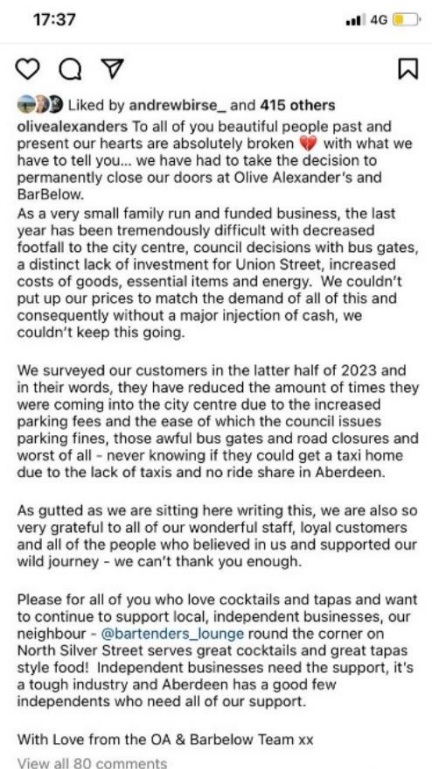 17:37
4G
Liked by andrewbirse_ and 415 others
olivealexanders To all of you beautiful people past and
present our hearts are absolutely broken 💔 with what we
have to tell you... we have had to take the decision to
permanently close our doors at Olive Alexander's and
BarBelow.
As a very small family run and funded business, the last
year has been tremendously difficult with decreased
footfall to the city centre, council decisions with bus gates,
a distinct lack of investment for Union Street, increased
costs of goods, essential items and energy.  We couldn't
put up our prices to match the demand of all of this and
consequently without a major injection of cash, we
couldn't keep this going.
We surveyed our customers in the latter half of 2023 and
in their words, they have reduced the amount of times they
were coming into the city centre due to the increased
parking fees and the ease of which the council issues
parking fines, those awful bus gates and road closures and
worst of all - never knowing if they could get a taxi home
due to the lack of taxis and no ride share in Aberdeen.
As gutted as we are sitting here writing this, we are also so
very grateful to all of our wonderful staff, loyal customers
and all of the people who believed in us and supported our
wild journey - we can't thank you enough.
Please for all of you who love cocktails and tapas and want
to continue to support local, independent businesses, our
neighbour - @bartenders_lounge round the corner on
North Silver Street serves great cocktails and great tapas
style food!  Independent businesses need the support, it's
a tough industry and Aberdeen has a good few
independents who need all of our support.
With Love from the OA & Barbelow Team xx
View all 80 comments